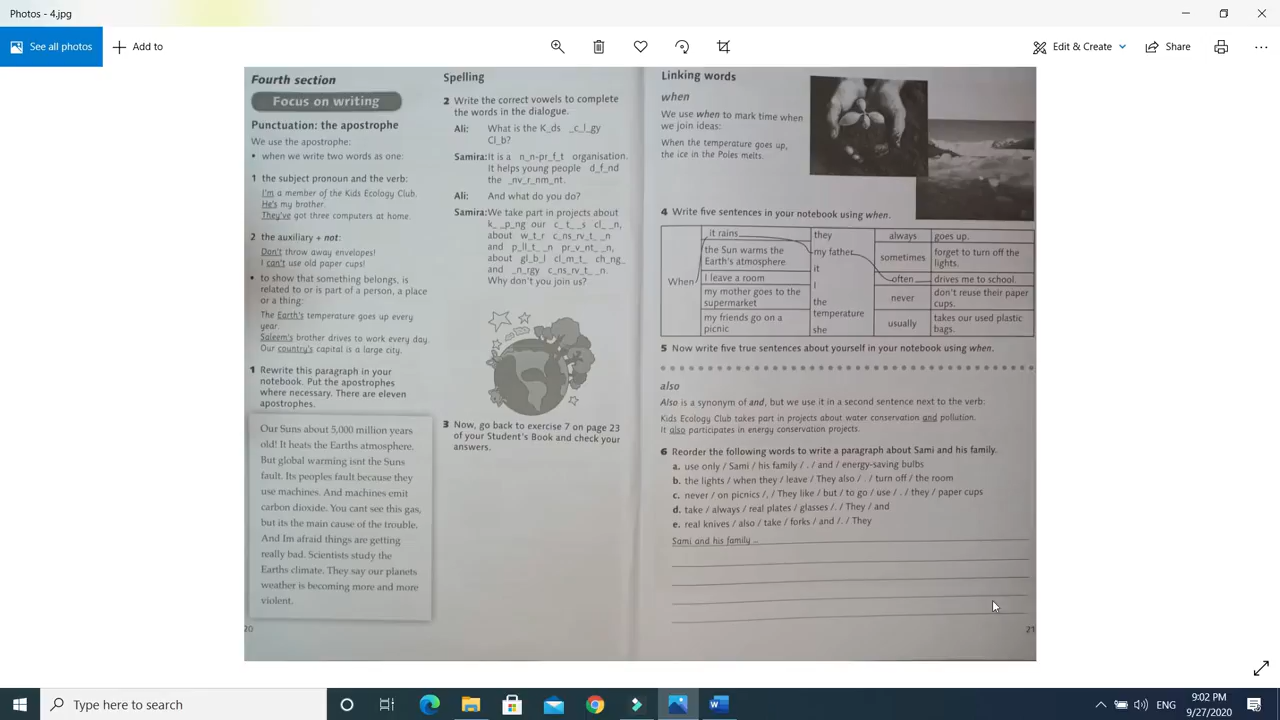 Photos - 4.jpg
See all photos
Add to
Edit & Create
Share
Fourth section
Focus on writing
Punctuation: the apostrophe
We use the apostrophe:
• when we write two words as one:
1 the subject pronoun and the verb:
I'm a member of the Kids Ecology Club.
He's my brother.
They've got three computers at home.
2 the auxiliary + not:
Don't throw away envelopes!
I can't use old paper cups!
• to show that something belongs, is
related to or is part of a person, a place
or a thing:
The Earth's temperature goes up every
year.
Saleem's brother drives to work every day.
Our country's capital is a large city.
1 Rewrite this paragraph in your
notebook. Put the apostrophes
where necessary. There are eleven
apostrophes.
Our Suns about 5,000 million years
old! It heats the Earths atmosphere.
But global warming isnt the Suns
fault. Its peoples fault because they
use machines. And machines emit
carbon dioxide. You cant see this gas,
but its the main cause of the trouble.
And Im afraid things are getting
really bad. Scientists study the
Earths climate. They say our planets
weather is becoming more and more
violent.
20
Spelling
2 Write the correct vowels to complete
the words in the dialogue.
Ali: What is the K_ds _c_l_gy
Cl_b?
Samira: It is a n_n-pr_f_t organisation.
It helps young people d_f_nd
the _nv_r_nm_nt.
Ali: And what do you do?
Samira: We take part in projects about
k__p_ng our c_t__s cl__n,
about w_t_r c_ns_rv_t__n
and p_ll_t__n pr_v_nt__n,
about gl_b_l cl_m_t_ ch_ng_
and _n_rgy c_ns_rv_t__n.
Why don't you join us?
3 Now, go back to exercise 7 on page 23
of your Student's Book and check your
answers.
Linking words
when
We use when to mark time when
we join ideas:
When the temperature goes up,
the ice in the Poles melts.
4 Write five sentences in your notebook using when.
When
it rains
the Sun warms the
Earth's atmosphere
I leave a room
my mother goes to the
supermarket
my friends go on a
picnic
they
my father
it
I
the
temperature
she
always
sometimes
often
never
usually
goes up.
forget to turn off the
lights.
drives me to school.
don't reuse their paper
cups.
takes our used plastic
bags.
5 Now write five true sentences about yourself in your notebook using when.
also
Also is a synonym of and, but we use it in a second sentence next to the verb:
Kids Ecology Club takes part in projects about water conservation and pollution.
It also participates in energy conservation projects.
6 Reorder the following words to write a paragraph about Sami and his family.
a. use only / Sami / his family / . / and / energy-saving bulbs
b. the lights / when they / leave / They also / . / turn off / the room
c. never / on picnics /, / They like / but / to go / use / . / they / paper cups
d. take / always / real plates / glasses /. / They / and
e. real knives / also / take / forks / and /. / They
Sami and his family ...
21
Type here to search
ENG
9:02 PM
9/27/2020